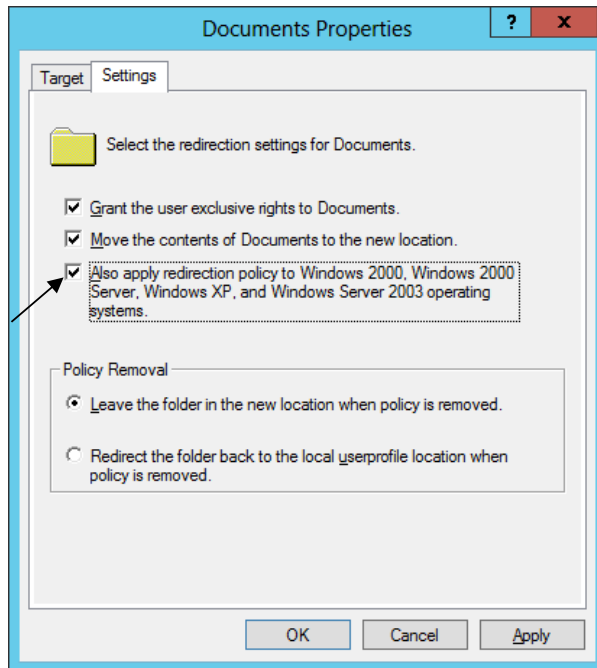 Documents Properties
?
x
Target
Settings
Select the redirection settings for Documents.
Grant the user exclusive rights to Documents.
Move the contents of Documents to the new location.
Also apply redirection policy to Windows 2000, Windows 2000
Server, Windows XP, and Windows Server 2003 operating
systems.
Policy Removal
Leave the folder in the new location when policy is removed.
Redirect the folder back to the local userprofile location when
policy is removed.
OK
Cancel
Apply